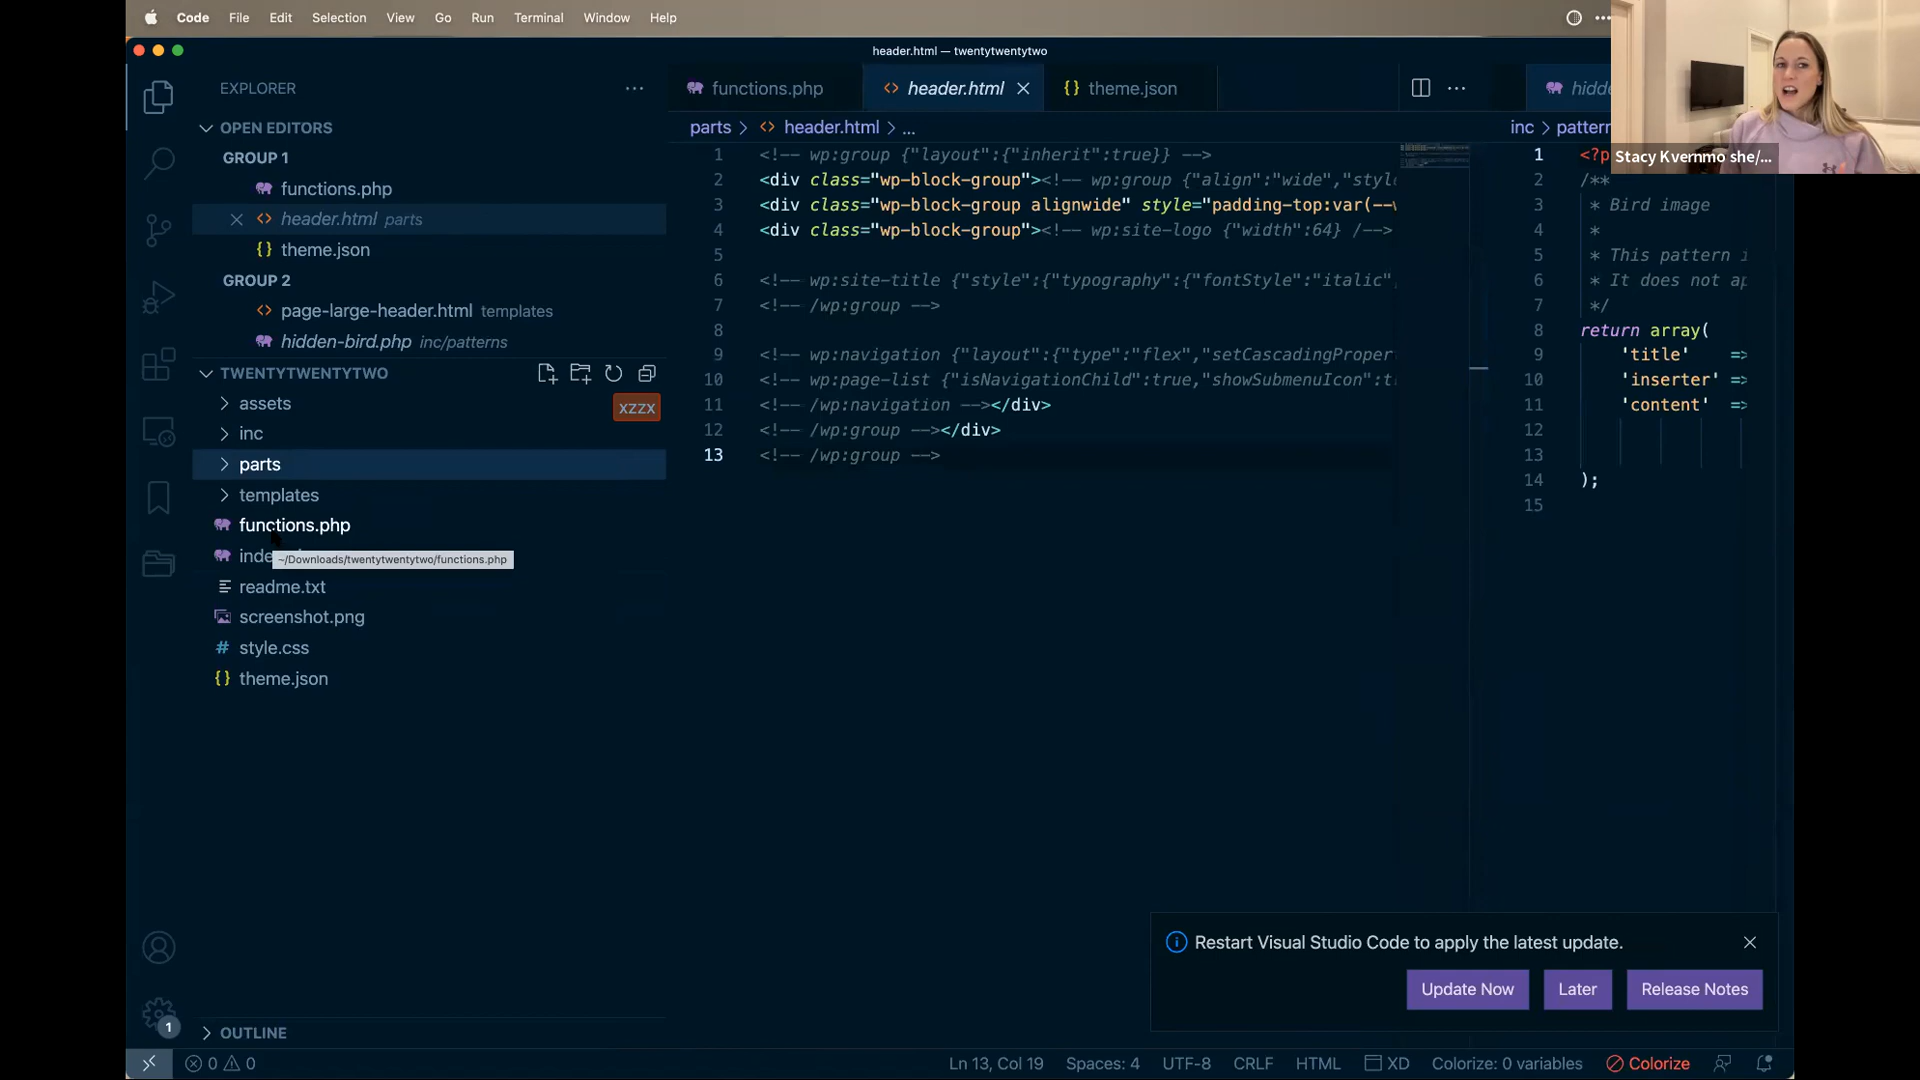 Code File Edit Selection View Go Run Terminal Window Help
header.html — twentytwentytwo
EXPLORER
OPEN EDITORS
GROUP 1
functions.php
header.html parts
theme.json
GROUP 2
page-large-header.html templates
hidden-bird.php inc/patterns
TWENTYTWENTYTWO
assets
XZZX
inc
parts
templates
functions.php
inde
~/Downloads/twentytwentytwo/functions.php
readme.txt
screenshot.png
style.css
theme.json
OUTLINE
functions.php header.html theme.json
parts > header.html > ...
1 <!-- wp:group {"layout":{"inherit":true}} -->
2 <div class="wp-block-group"><!-- wp:group {"align":"wide","style
3 <div class="wp-block-group alignwide" style="padding-top:var(--w
4 <div class="wp-block-group"><!-- wp:site-logo {"width":64} /-->
5
6 <!-- wp:site-title {"style":{"typography":{"fontStyle":"italic",
7 <!-- /wp:group -->
8
9 <!-- wp:navigation {"layout":{"type":"flex","setCascadingProper
10 <!-- wp:page-list {"isNavigationChild":true,"showSubmenuIcon":t
11 <!-- /wp:navigation --></div>
12 <!-- /wp:group --></div>
13 <!-- /wp:group -->
hidde
inc > pattern
1 <?p
2 /**
3 * Bird image
4 *
5 * This pattern i
6 * It does not ap
7 */
8 return array(
9 'title' =>
10 'inserter' =>
11 'content' =>
12
13
14 );
15
Stacy Kvernmo she/...
Restart Visual Studio Code to apply the latest update.
Update Now Later Release Notes
1
0 0 Ln 13, Col 19 Spaces: 4 UTF-8 CRLF HTML XD Colorize: 0 variables Colorize